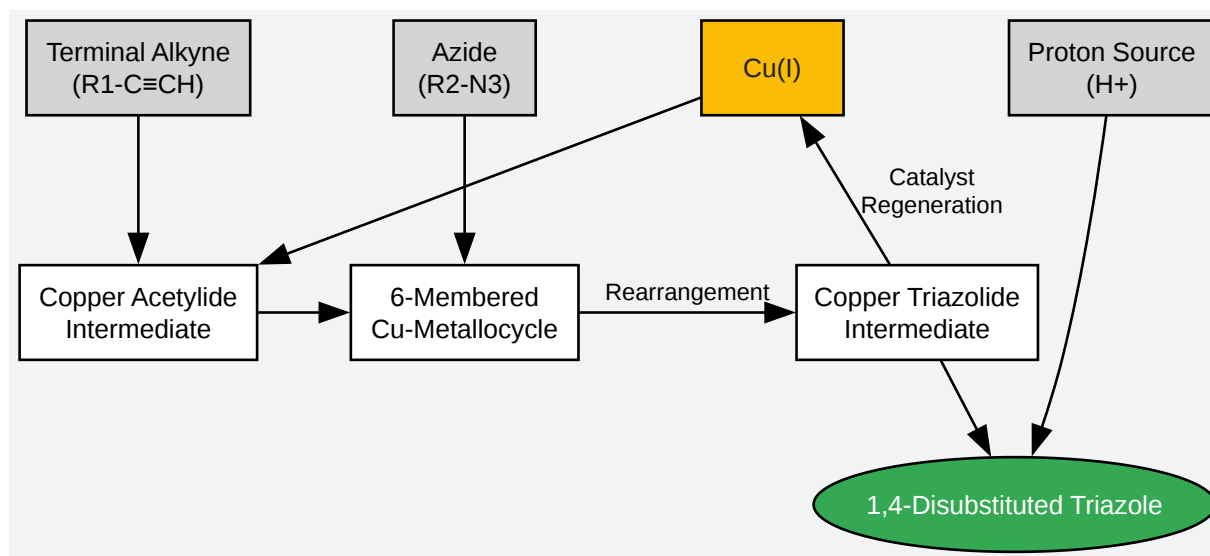 Terminal Alkyne
(R1-C≡CH)
Azide
(R2-N3)
Cu(I)
Proton Source
(H+)
Catalyst
Regeneration
Copper Acetylide
Intermediate
6-Membered
Cu-Metallocycle
Rearrangement
Copper Triazolide
Intermediate
1,4-Disubstituted Triazole